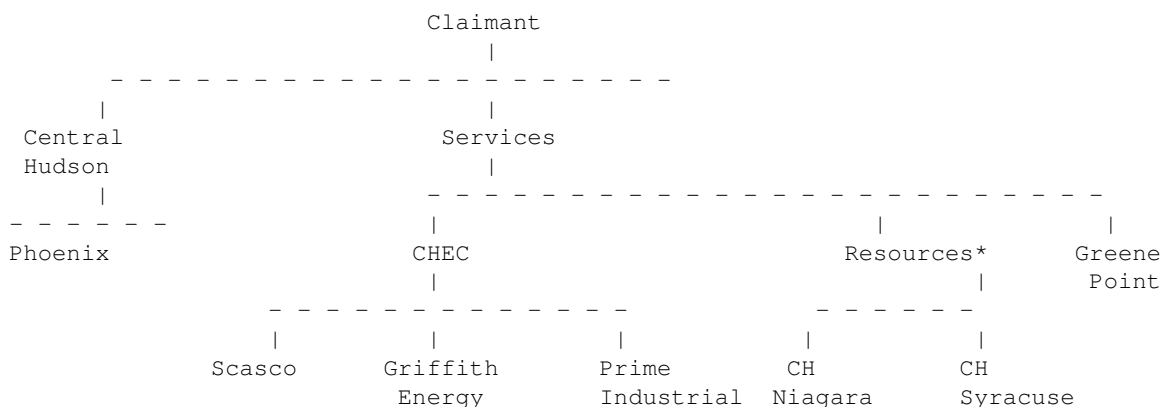 Claimant
Central Services
Hudson
Phoenix CHEC Resources* Greene
Point
Scasco Griffith Prime CH CH
Energy Industrial Niagara Syracuse